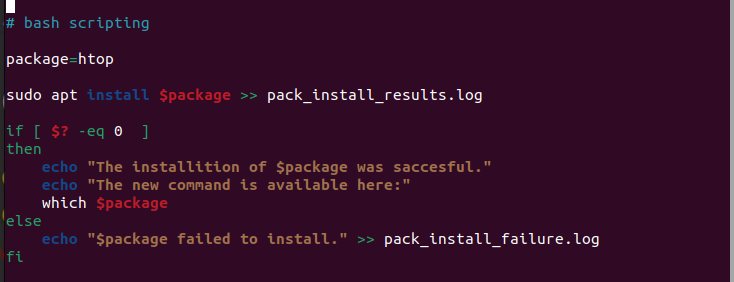 # bash scripting
package=htop
sudo apt install $package >> pack_install_results.log
if [ $? -eq 0  ]
then
    echo "The installition of $package was saccesful."
    echo "The new command is available here:"
    which $package
else
    echo "$package failed to install." >> pack_install_failure.log
fi